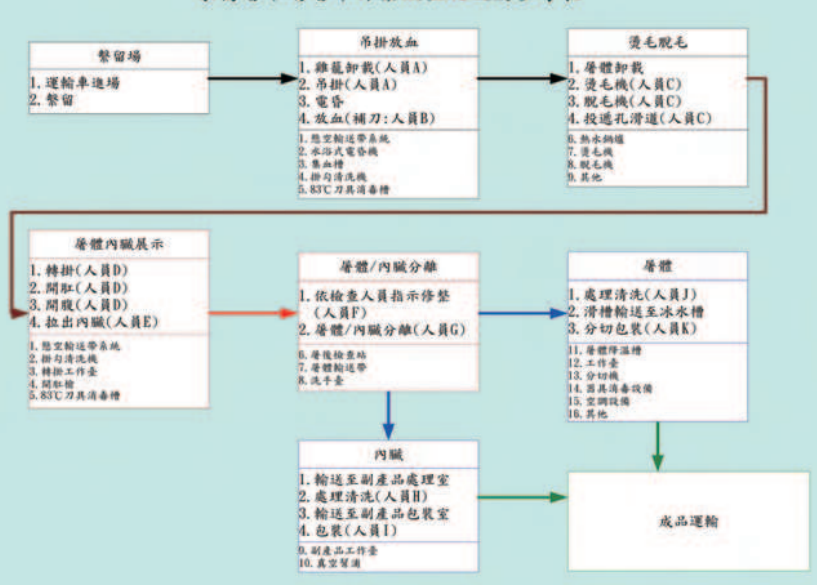 繫留場
1. 運輸車進場
2. 繫留
吊掛放血
1. 雞籠卸載(人員A)
2. 吊掛(人員A)
3. 電昏
4. 放血(補刀:人員B)
1. 懸空輸送帶系統
2. 水浴式電昏機
3. 集血槽
4. 掛勾清洗機
5. 83℃刀具消毒槽
燙毛脫毛
1. 屠體卸載
2. 燙毛機(人員C)
3. 脫毛機(人員C)
4. 投遞孔滑道(人員C)
6. 熱水鍋爐
7. 燙毛機
8. 脫毛機
9. 其他
屠體內臟展示
1. 轉掛(人員D)
2. 開肛(人員D)
3. 開腹(人員D)
4. 拉出內臟(人員E)
1. 懸空輸送帶系統
2. 掛勾清洗機
3. 轉掛工作臺
4. 開肛槍
5. 83℃刀具消毒槽
屠體/內臟分離
1. 依檢查人員指示修整
(人員F)
2. 屠體/內臟分離(人員G)
6. 屠後檢查站
7. 屠體輸送帶
8. 洗手臺
屠體
1. 處理清洗(人員J)
2. 滑槽輸送至冰水槽
3. 分切包裝(人員K)
11. 屠體降溫槽
12. 工作臺
13. 分切機
14. 器具消毒設備
15. 空調設備
16. 其他
內臟
1. 輸送至副產品處理室
2. 處理清洗(人員H)
3. 輸送至副產品包裝室
4. 包裝(人員I)
9. 副產品工作臺
10. 真空幫浦
成品運輸